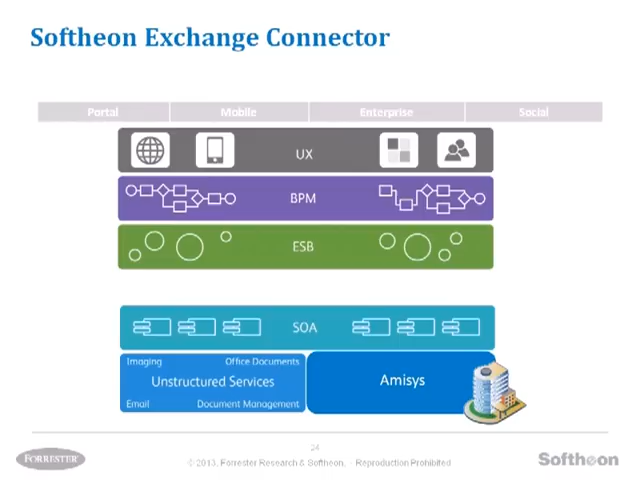 Softheon Exchange Connector
Portal Mobile Enterprise Social
UX
BPM
ESB
SOA
Imaging Office Documents
Unstructured Services
Email Document Management
Amisys
24
© 2013, Forrester Research & Softheon, - Reproduction Prohibited
FORRESTER
Softheon